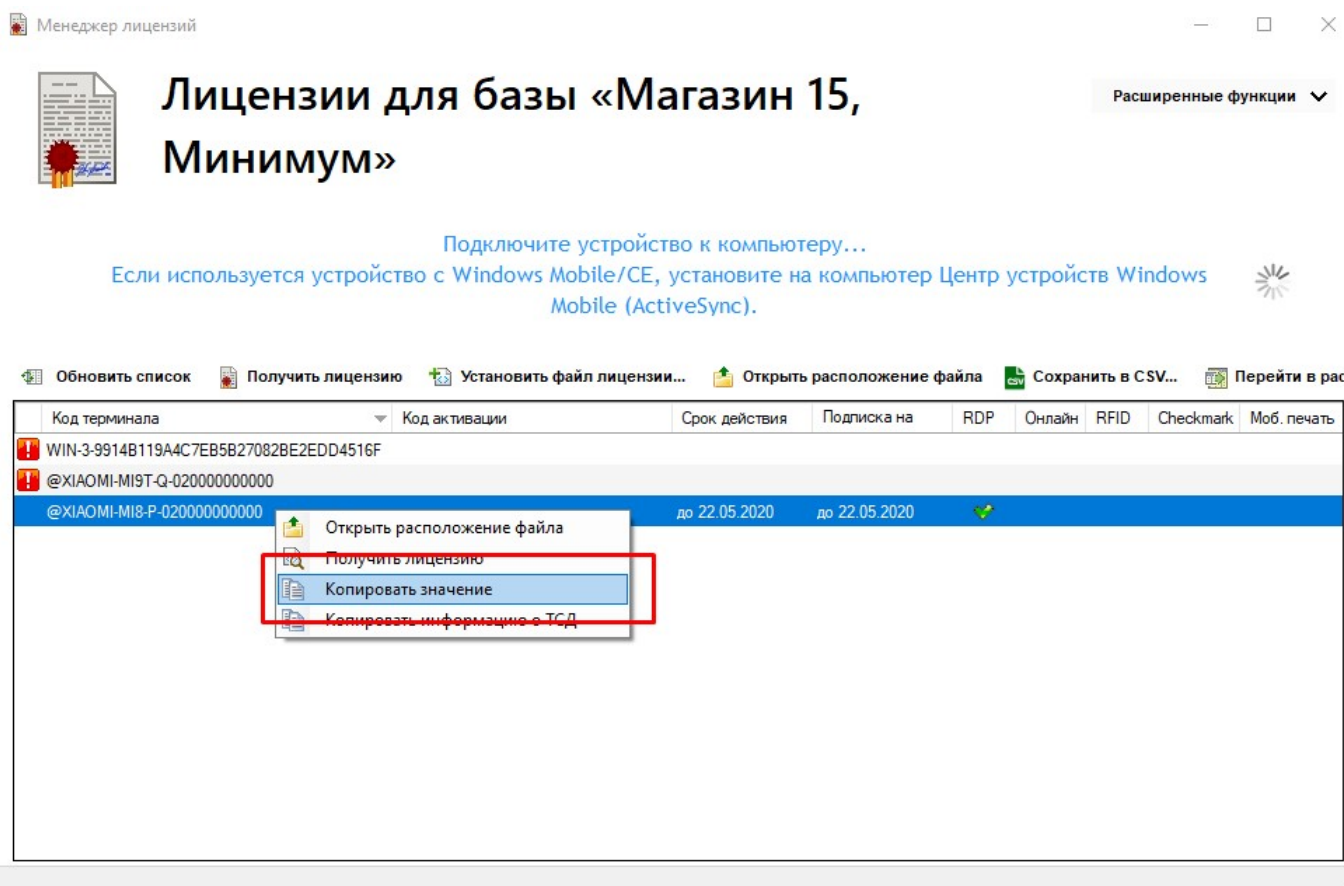 Менеджер лицензий
Лицензии для базы «Магазин 15,
Минимум»
Расширенные функции
Подключите устройство к компьютеру...
Если используется устройство с Windows Mobile/CE, установите на компьютер Центр устройств Windows
Mobile (ActiveSync).
Обновить список Получить лицензию Установить файл лицензии... Открыть расположение файла Сохранить в CSV... Перейти в рас
Код терминала Код активации Срок действия Подписка на RDP Онлайн RFID Checkmark Моб. печать
WIN-3-9914B119A4C7EB5B27082BE2EDD4516F
@XIAOMI-MI9T-Q-020000000000
@XIAOMI-MI8-P-020000000000 до 22.05.2020 до 22.05.2020
Открыть расположение файла
Получить лицензию
Копировать значение
Копировать информацию о ТСД